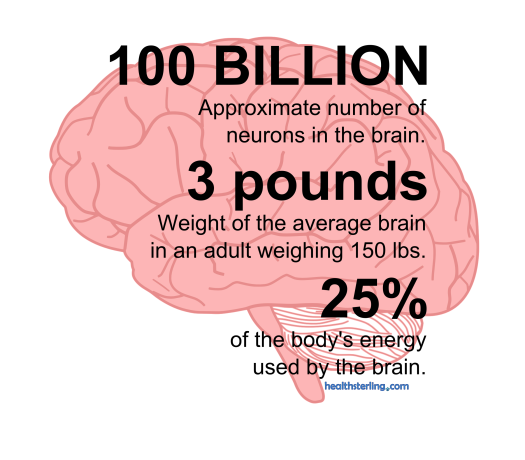 100 BILLION
Approximate number of
neurons in the brain.
3 pounds
Weight of the average brain
in an adult weighing 150 lbs.
25%
of the body's energy
used by the brain.
healthsterling.com